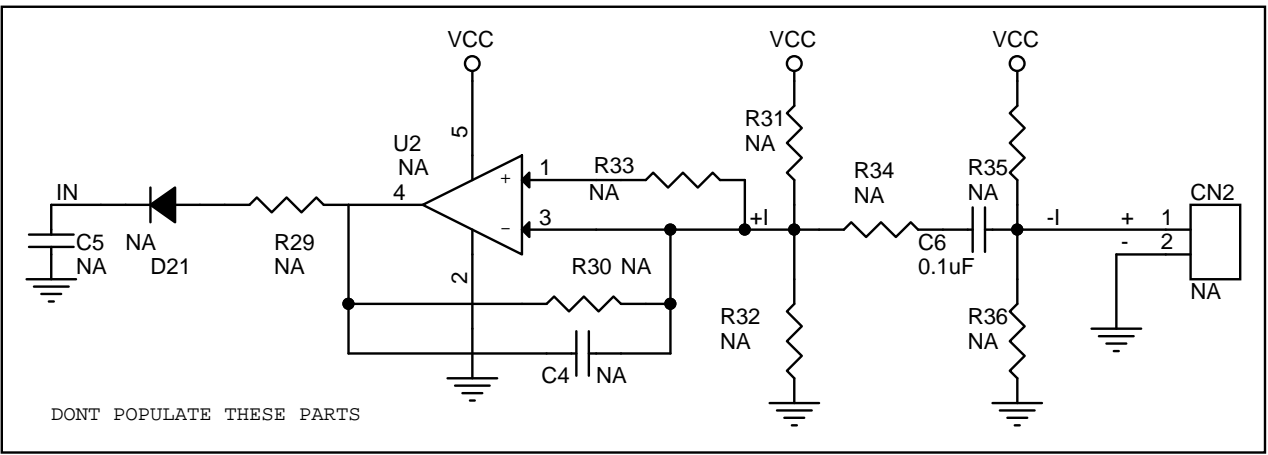 VCC
VCC
VCC
5
U2
NA
R31
NA
+
1
R33
NA
R34
NA
R35
NA
CN2
IN
4
-
3
+I
-I
+
1
-
2
C5
NA
NA
D21
R29
NA
2
R30 NA
C6
0.1uF
NA
R32
NA
R36
NA
C4
NA
DONT POPULATE THESE PARTS